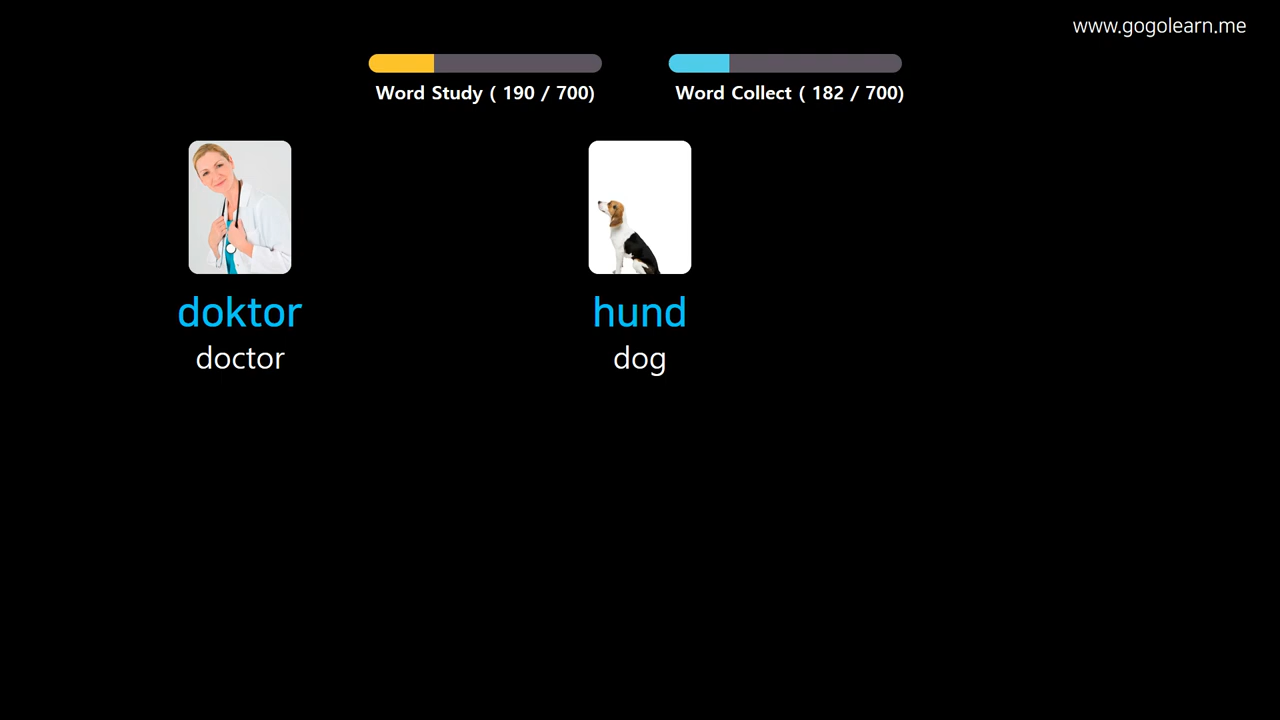 www.gogolearn.me
Word Study ( 190 / 700)
Word Collect ( 182 / 700)
doktor
doctor
hund
dog